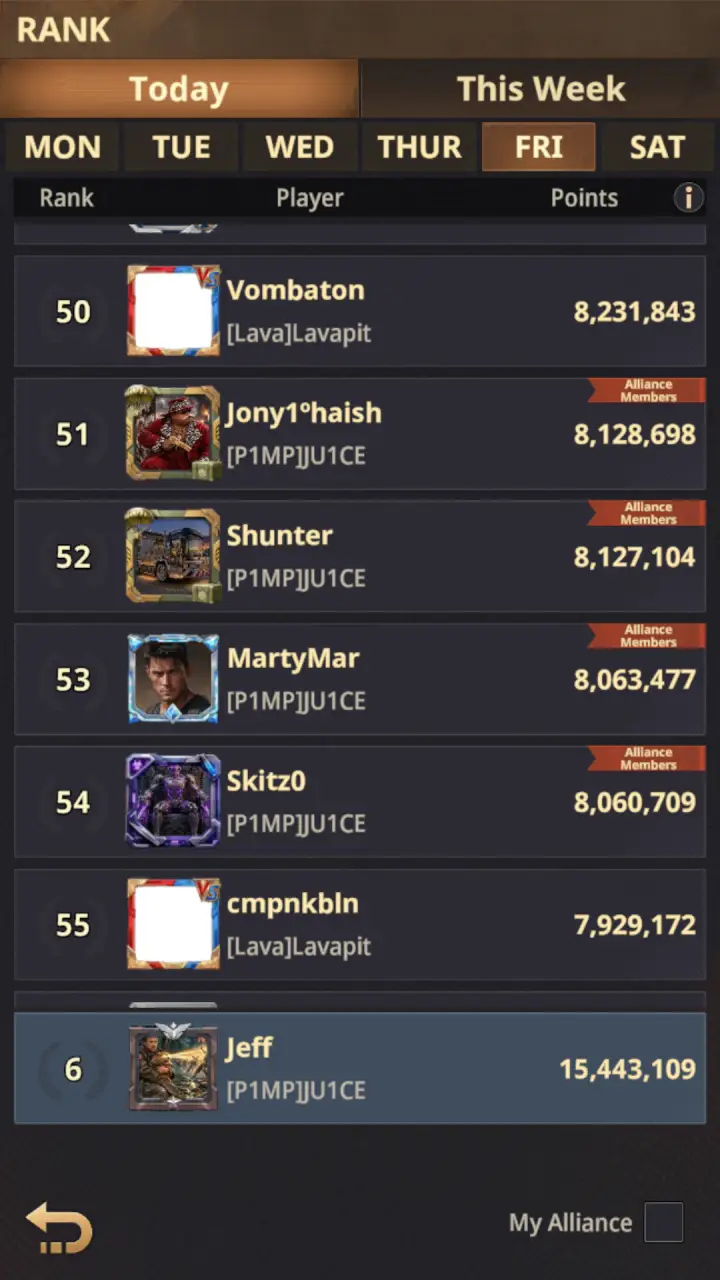 RANK
Today
This Week
MON
TUE
WED
THUR
FRI
SAT
Rank
Player
Points
i
50
Vombaton
[Lava]Lavapit
8,231,843
51
Jony1ºhaish
[P1MP]JU1CE
Alliance
Members
8,128,698
52
Shunter
[P1MP]JU1CE
Alliance
Members
8,127,104
53
MartyMar
[P1MP]JU1CE
Alliance
Members
8,063,477
54
Skitz0
[P1MP]JU1CE
Alliance
Members
8,060,709
55
cmpnkbln
[Lava]Lavapit
7,929,172
6
Jeff
[P1MP]JU1CE
15,443,109
My Alliance